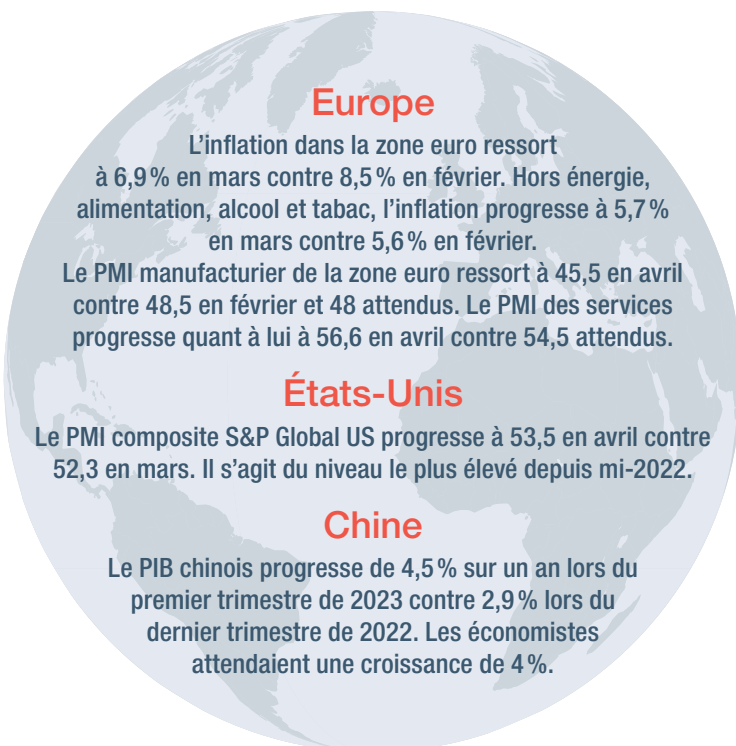 Europe
L’inflation dans la zone euro ressort
à 6,9 % en mars contre 8,5 % en février. Hors énergie,
alimentation, alcool et tabac, l’inflation progresse à 5,7 %
en mars contre 5,6 % en février.
Le PMI manufacturier de la zone euro ressort à 45,5 en avril
contre 48,5 en février et 48 attendus. Le PMI des services
progresse quant à lui à 56,6 en avril contre 54,5 attendus.
États-Unis
Le PMI composite S&P Global US progresse à 53,5 en avril contre
52,3 en mars. Il s’agit du niveau le plus élevé depuis mi-2022.
Chine
Le PIB chinois progresse de 4,5 % sur un an lors du
premier trimestre de 2023 contre 2,9 % lors du
dernier trimestre de 2022. Les économistes
attendaient une croissance de 4 %.